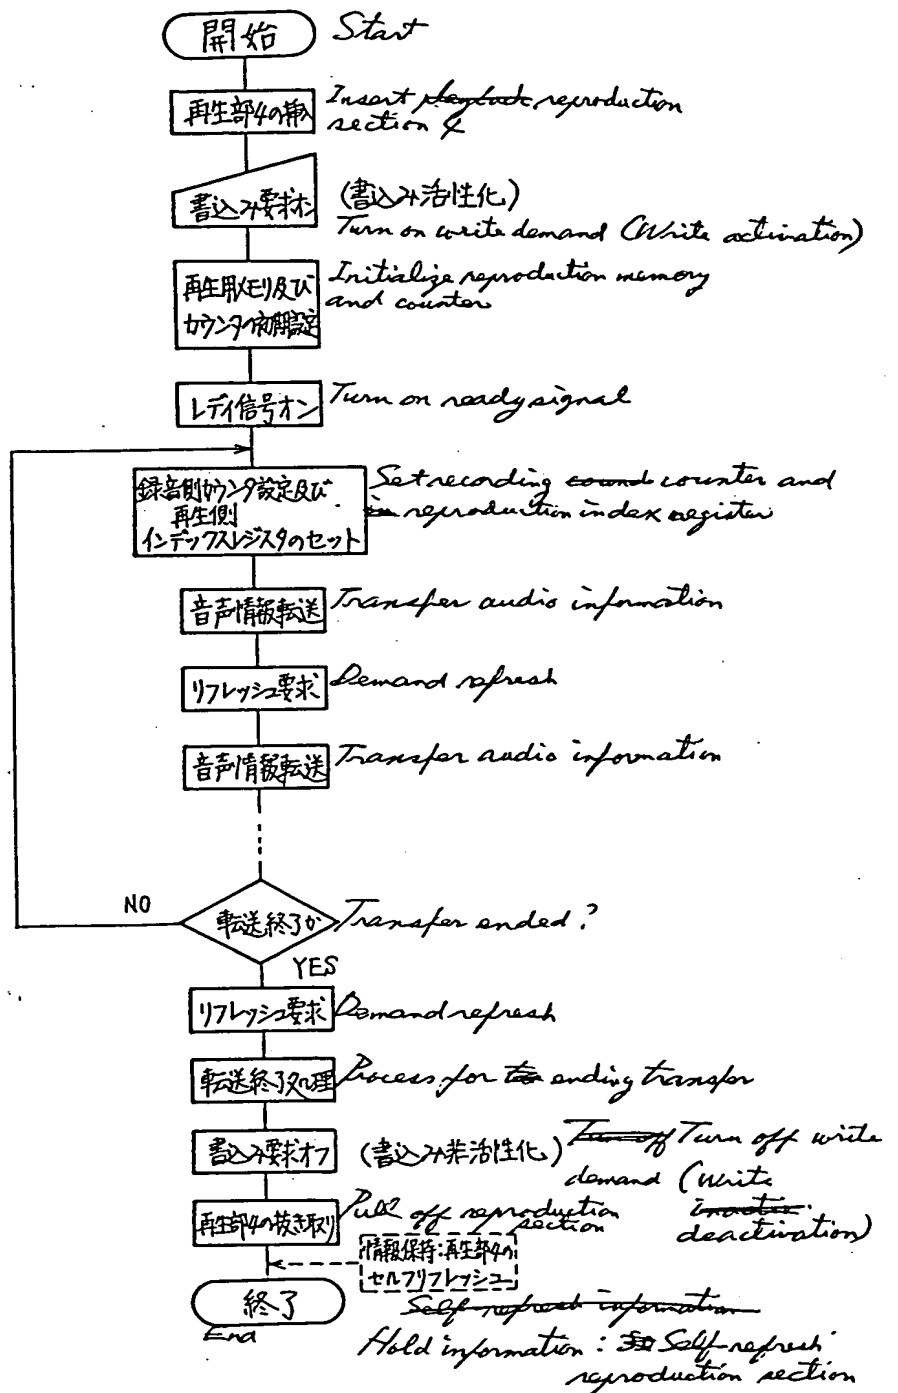 開始 Start
再生部4の挿入 Insert playback reproduction
section 4
書込み要求オン (書込み活性化)
Turn on write demand (Write activation)
再生用メモリ及び Initialize reproduction memory
カウンタの初期設定 and counter
レディ信号オン Turn on ready signal
録音側カウンタ設定及び Set recording cound counter and
再生側 in reproduction index register
インデックスレジスタのセット
音声情報転送 Transfer audio information
リフレッシュ要求 Demand refresh
音声情報転送 Transfer audio information
NO
転送終了か Transfer ended?
YES
リフレッシュ要求 Demand refresh
転送終了処理 Process for ending transfer
書込み要求オフ (書込み非活性化) Turn off Turn off write
demand (Write
deactivation)
再生部4の抜き取り Pull off reproduction
section
情報保持:再生部4の
セルフリフレッシュ
終了
End
Self-refresh information
Hold information : Self-refresh
reproduction section